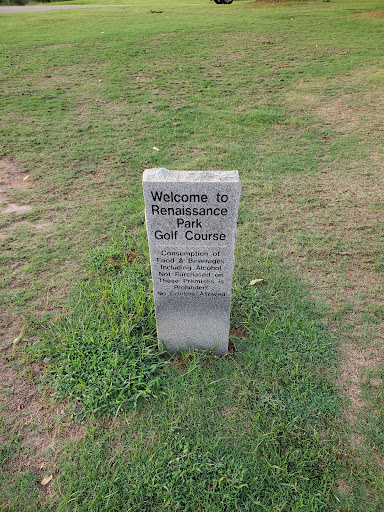 Welcome to
Renaissance
Park
Golf Course
Consumption of
Food & Beverages
Including Alcohol
Not Purchased on
These Premises is
Prohibited
No Coolers Allowed